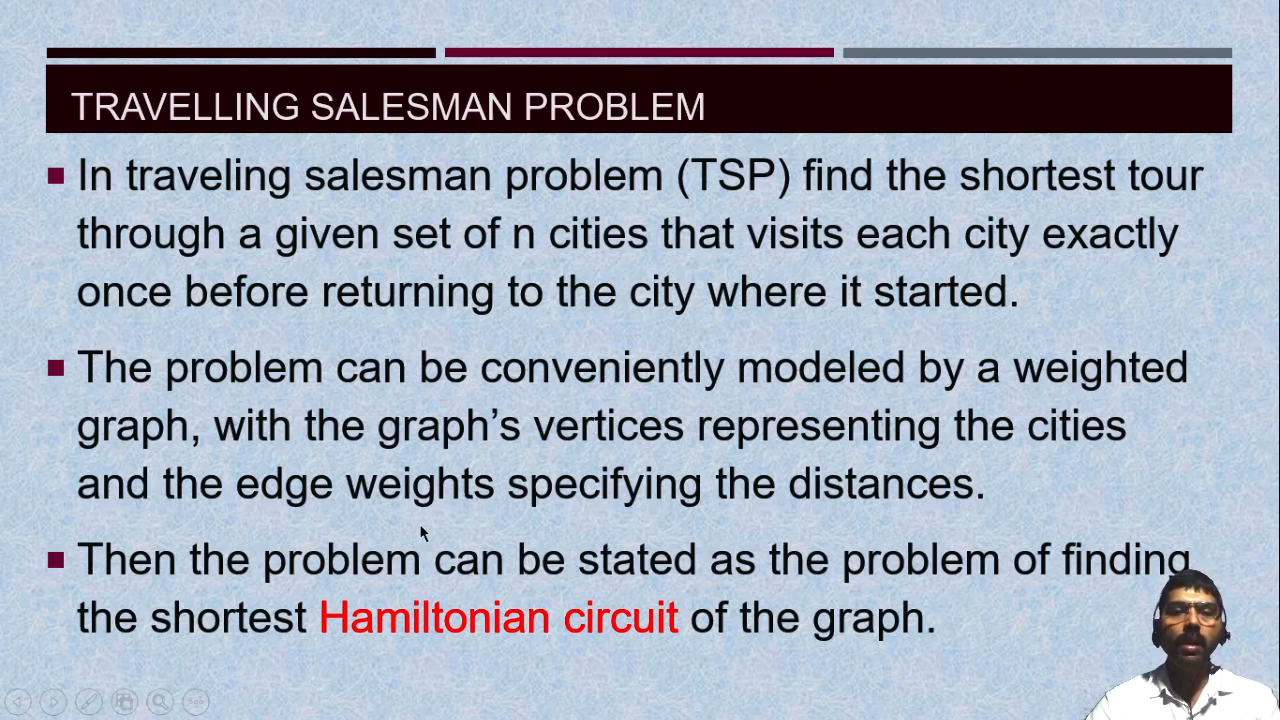 TRAVELLING SALESMAN PROBLEM
In traveling salesman problem (TSP) find the shortest tour
through a given set of n cities that visits each city exactly
once before returning to the city where it started.
The problem can be conveniently modeled by a weighted
graph, with the graph’s vertices representing the cities
and the edge weights specifying the distances.
Then the problem can be stated as the problem of finding
the shortest Hamiltonian circuit of the graph.